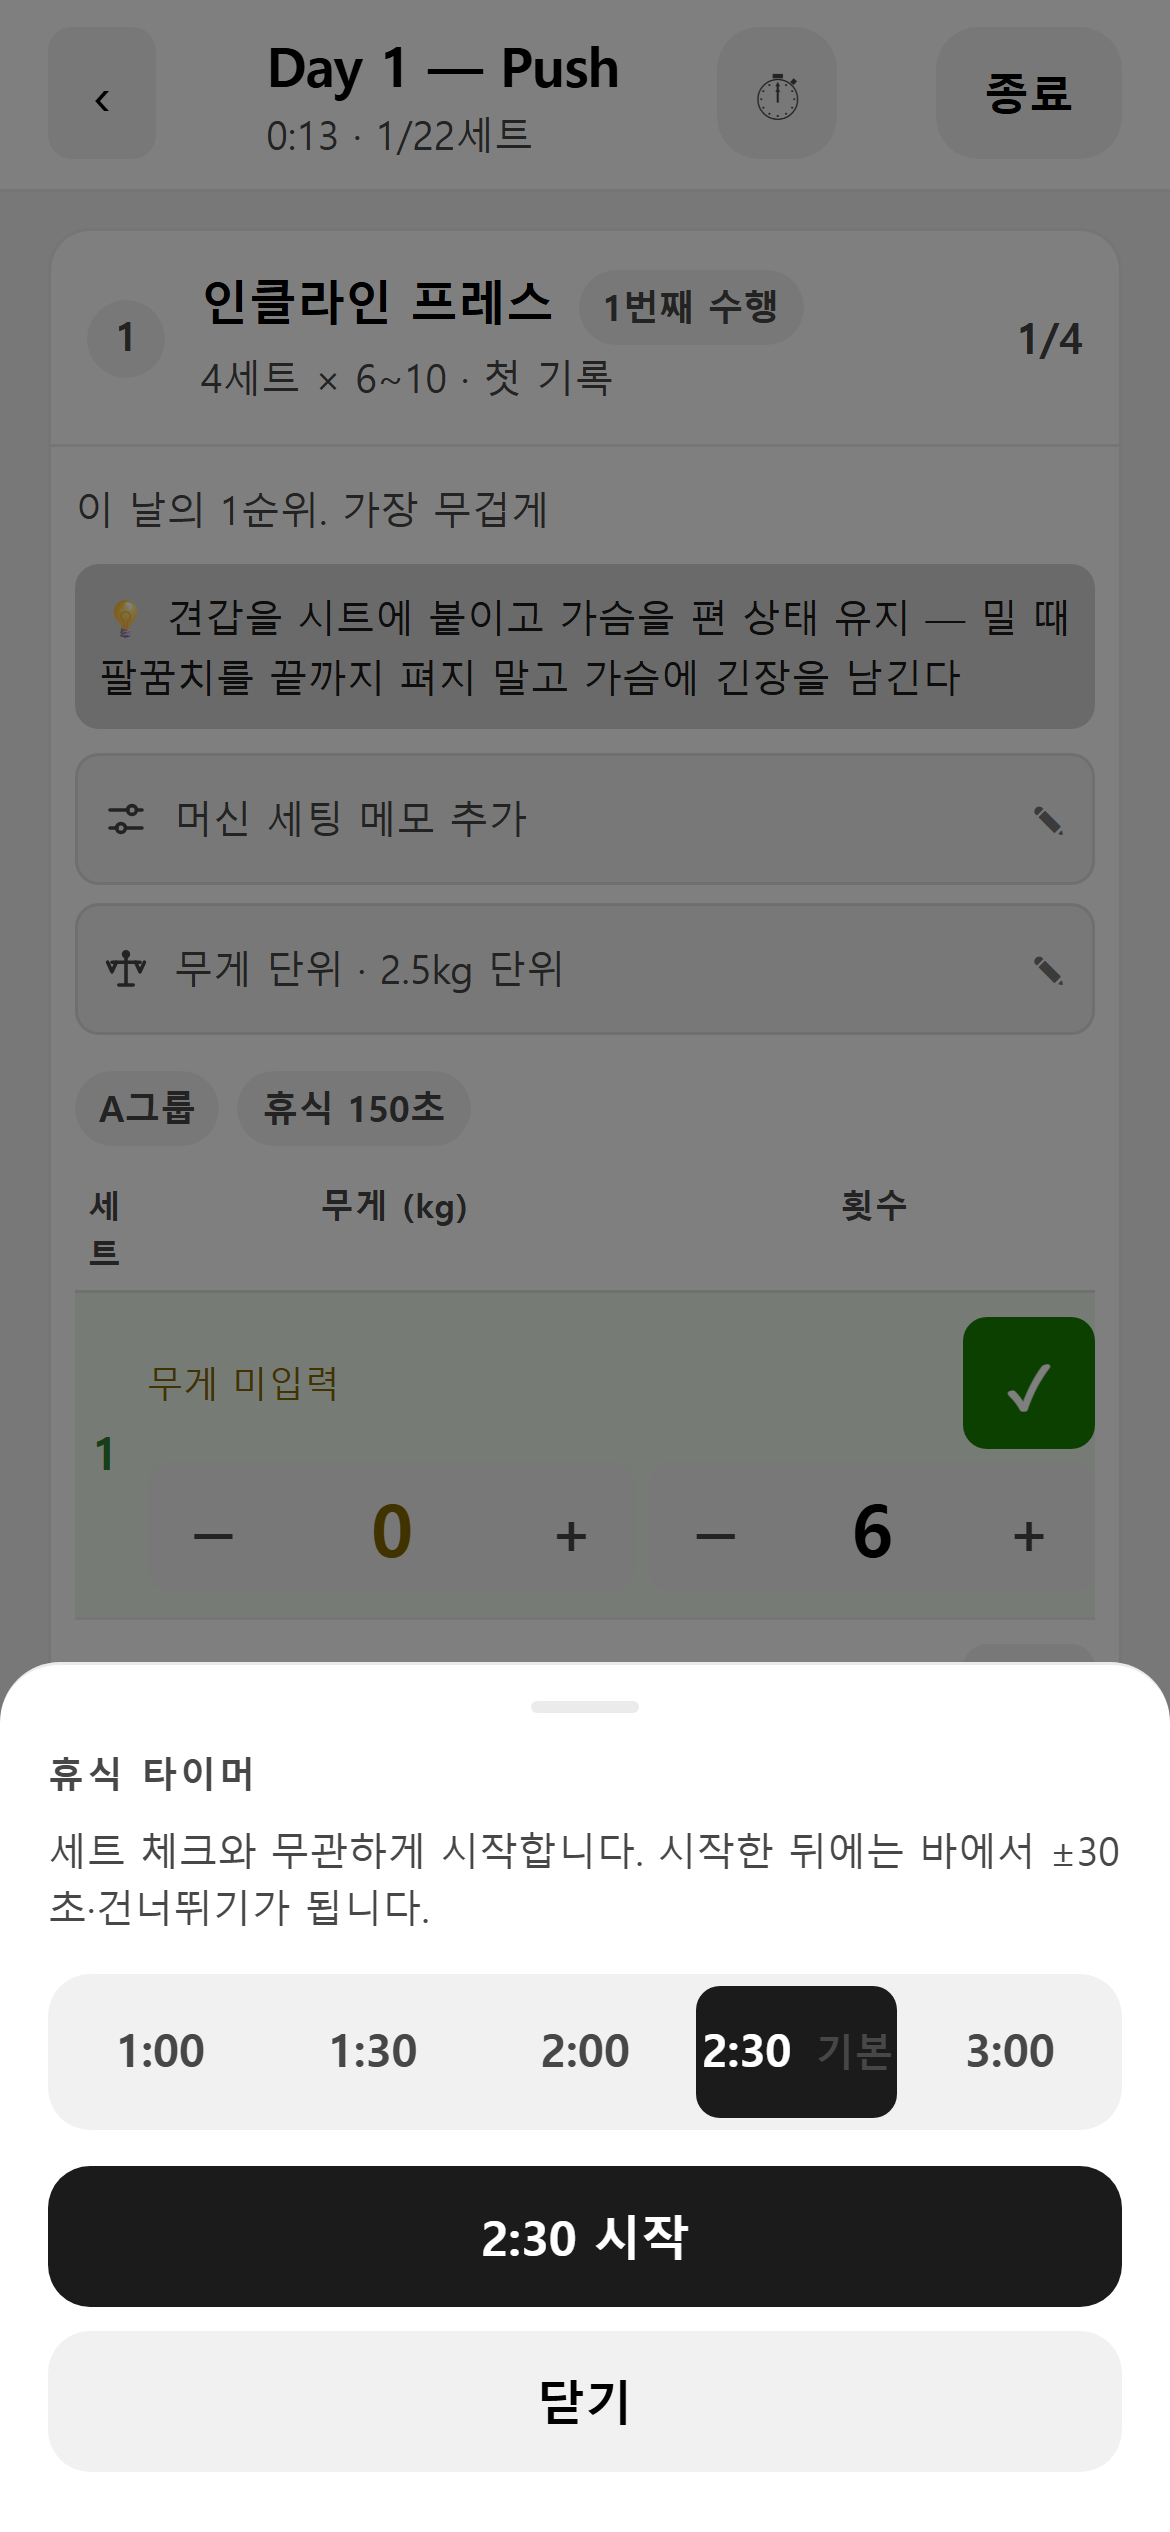 ‹
Day 1 — Push
0:13 · 1/22세트
종료
1
인클라인 프레스
1번째 수행
4세트 × 6~10 · 첫 기록
1/4
이 날의 1순위. 가장 무겁게
💡 견갑을 시트에 붙이고 가슴을 편 상태 유지 — 밀 때
팔꿈치를 끝까지 펴지 말고 가슴에 긴장을 남긴다
머신 세팅 메모 추가
무게 단위 · 2.5kg 단위
A그룹
휴식 150초
세
트
무게 (kg)
횟수
무게 미입력
✓
1
— 0 +
— 6 +
휴식 타이머
세트 체크와 무관하게 시작합니다. 시작한 뒤에는 바에서 ±30
초·건너뛰기가 됩니다.
1:00
1:30
2:00
2:30 기본
3:00
2:30 시작
닫기